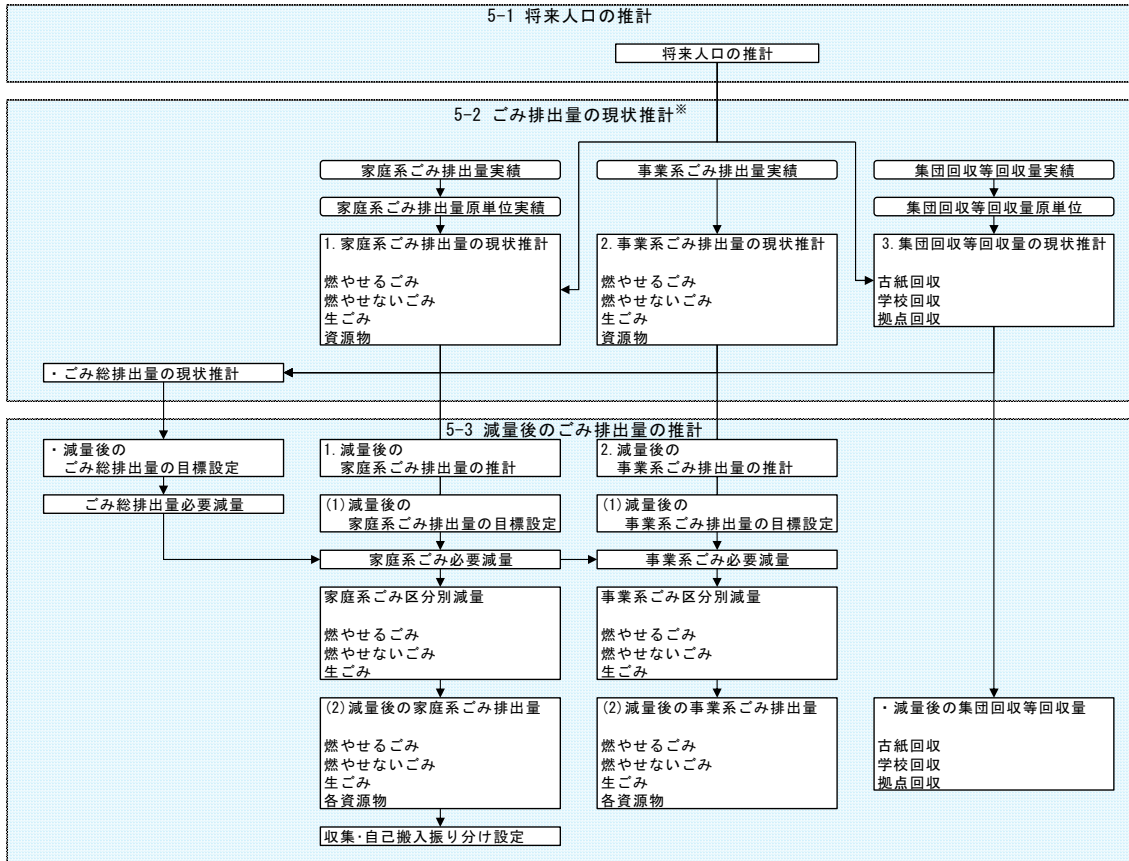 5-1 将来人口の推計
将来人口の推計
5-2 ごみ排出量の現状推計※
家庭系ごみ排出量実績
家庭系ごみ排出量原単位実績
1.家庭系ごみ排出量の現状推計
燃やせるごみ
燃やせないごみ
生ごみ
資源物
事業系ごみ排出量実績
2.事業系ごみ排出量の現状推計
燃やせるごみ
燃やせないごみ
生ごみ
資源物
集団回収等回収量実績
集団回収等回収量原単位
3.集団回収等回収量の現状推計
古紙回収
学校回収
拠点回収
・ごみ総排出量の現状推計
5-3 減量後のごみ排出量の推計
・減量後の
ごみ総排出量の目標設定
ごみ総排出量必要減量
1.減量後の
家庭系ごみ排出量の推計
(1)減量後の
家庭系ごみ排出量の目標設定
家庭系ごみ必要減量
家庭系ごみ区分別減量
燃やせるごみ
燃やせないごみ
生ごみ
(2)減量後の家庭系ごみ排出量
燃やせるごみ
燃やせないごみ
生ごみ
各資源物
収集・自己搬入振り分け設定
2.減量後の
事業系ごみ排出量の推計
(1)減量後の
事業系ごみ排出量の目標設定
事業系ごみ必要減量
事業系ごみ区分別減量
燃やせるごみ
燃やせないごみ
生ごみ
(2)減量後の事業系ごみ排出量
燃やせるごみ
燃やせないごみ
生ごみ
各資源物
・減量後の集団回収等回収量
古紙回収
学校回収
拠点回収